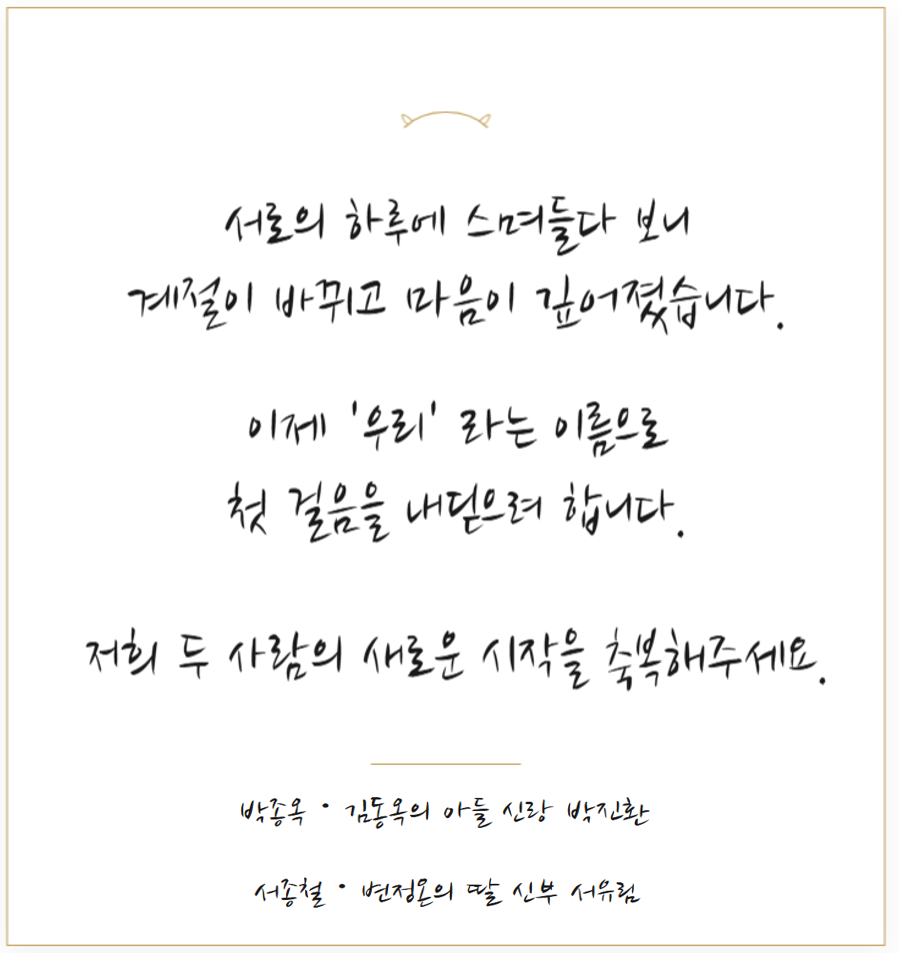 서로의 하루에 스며들다 보니
계절이 바뀌고 마음이 깊어졌습니다.
이제 '우리' 라는 이름으로
첫 걸음을 내딛으려 합니다.
저희 두 사람의 새로운 시작을 축복해주세요.
박종옥 • 김동옥의 아들 신랑 박진환
서종철 • 변정온의 딸 신부 서유림